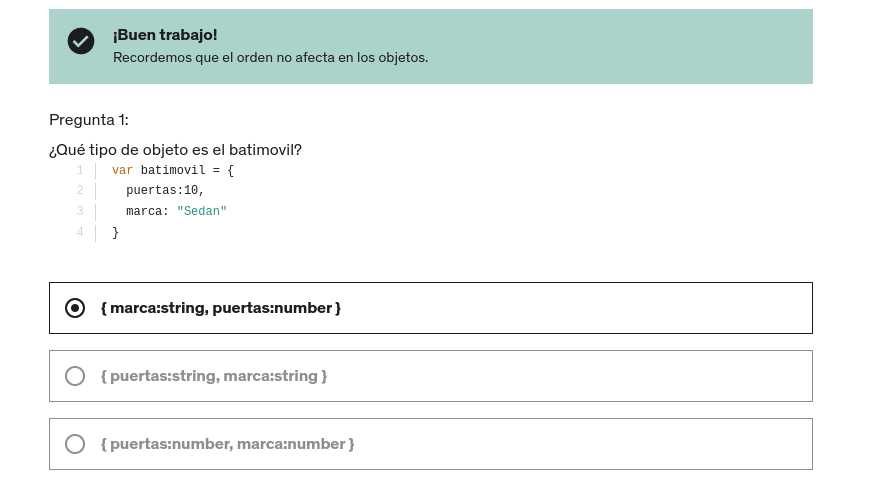 ¡Buen trabajo!
Recordemos que el orden no afecta en los objetos.
Pregunta 1:
¿Qué tipo de objeto es el batimovil?
1 var batimovil = {
2 puertas:10,
3 marca: "Sedan"
4 }
{ marca:string, puertas:number }
{ puertas:string, marca:string }
{ puertas:number, marca:number }